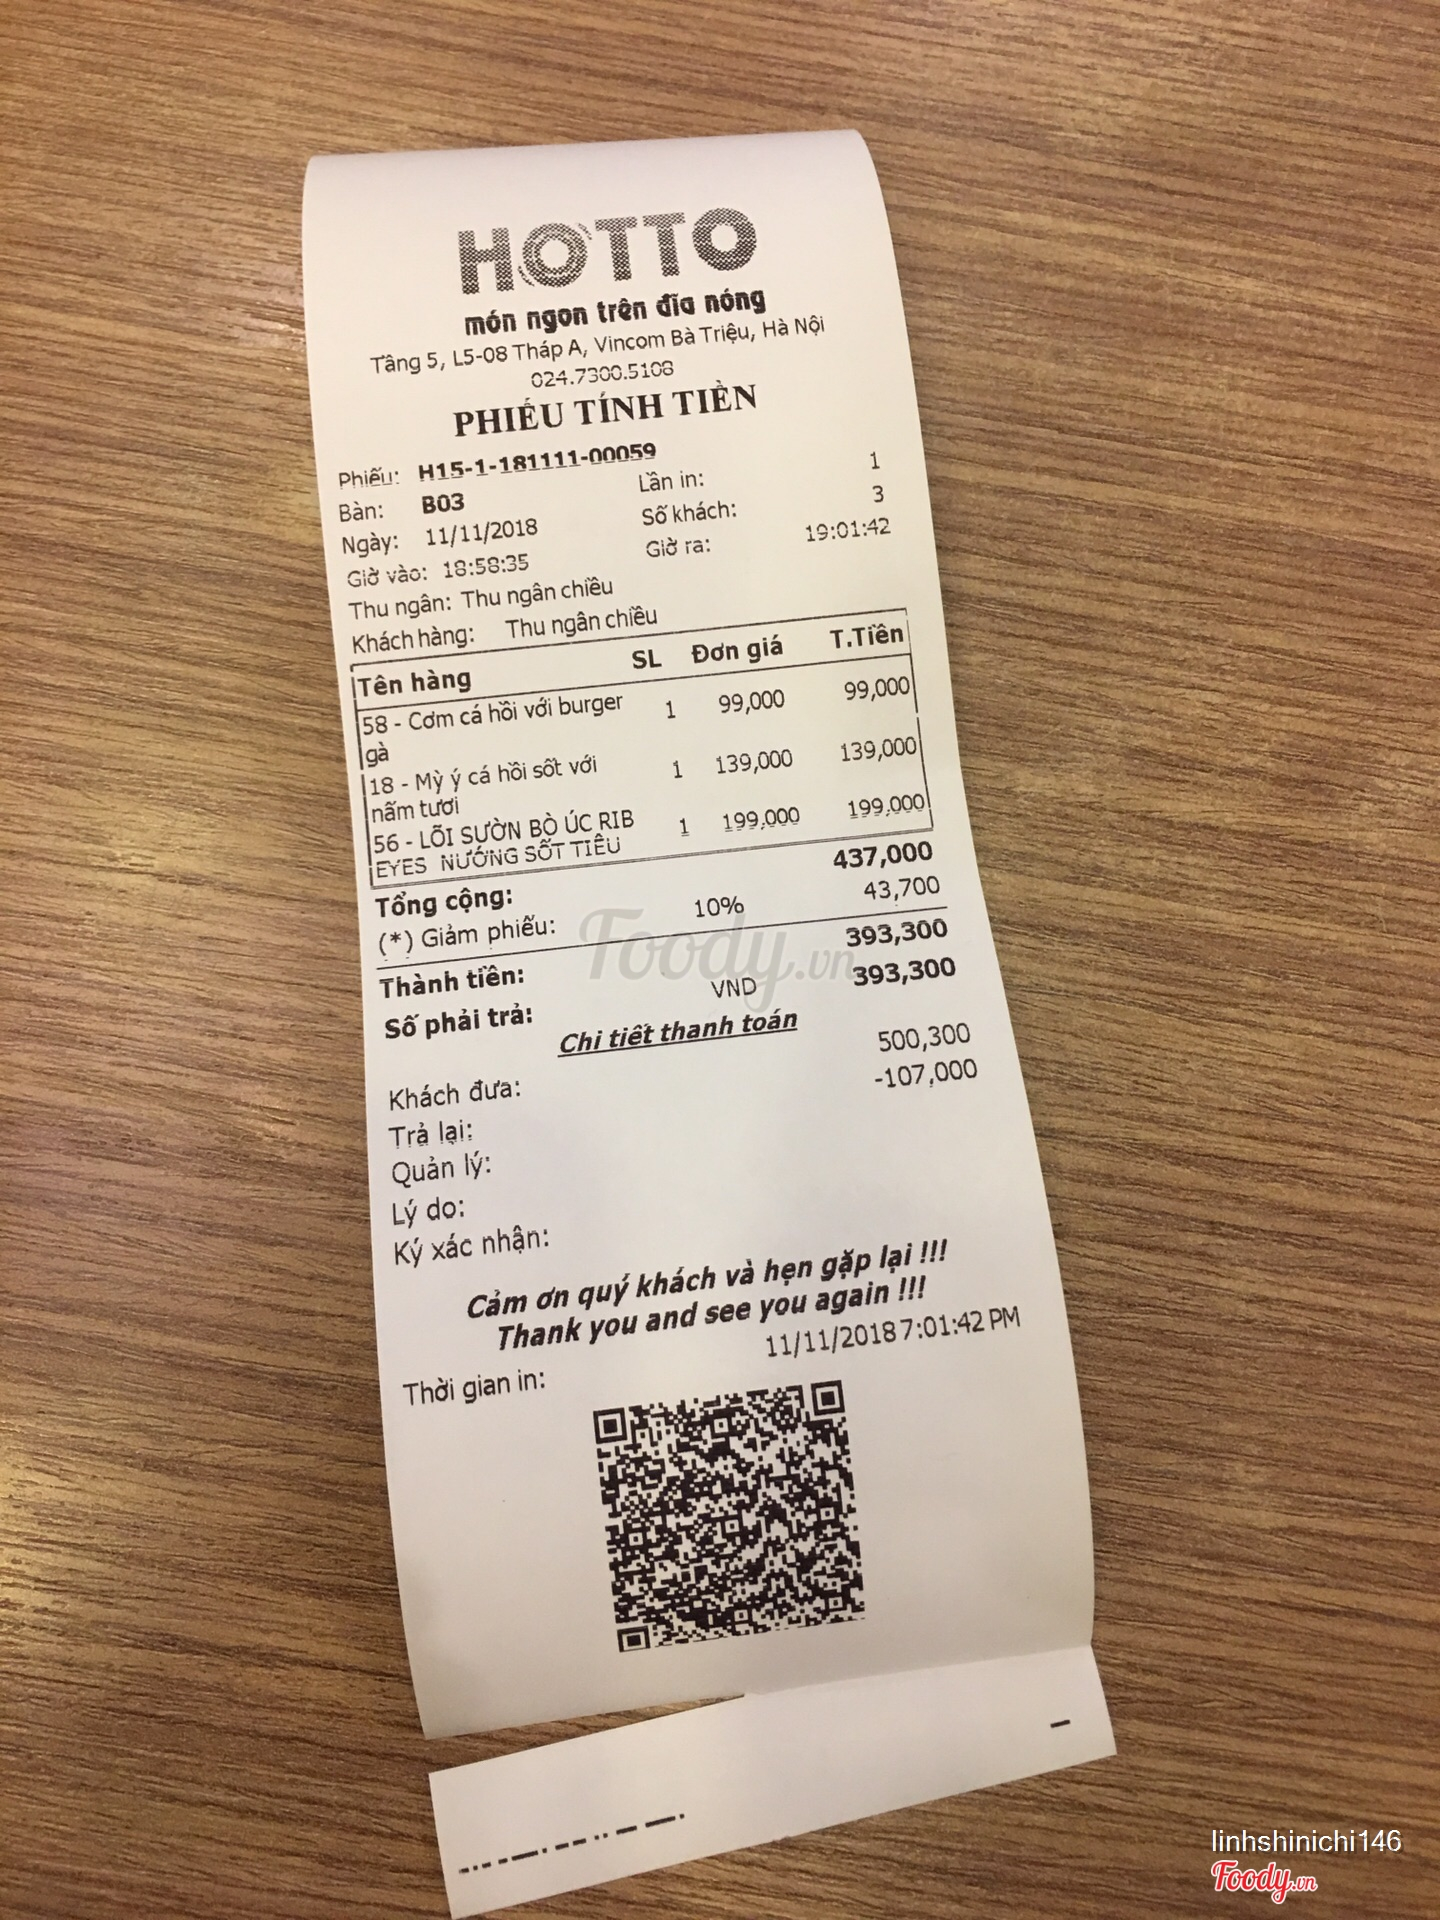 HOTTO
món ngon trên đĩa nóng
Tầng 5, L5-08 Tháp A, Vincom Bà Triệu, Hà Nội
024.7300.5108
PHIẾU TÍNH TIỀN
Phiếu: H15-1-181111-00059
Bàn: B03 Lần in: 1
Ngày: 11/11/2018 Số khách: 3
Giờ vào: 18:58:35 Giờ ra: 19:01:42
Thu ngân: Thu ngân chiều
Khách hàng: Thu ngân chiều
Tên hàng SL Đơn giá T.Tiền
58 - Cơm cá hồi với burger 1 99,000 99,000
gà
18 - Mỳ ý cá hồi sốt với 1 139,000 139,000
nấm tươi
56 - LÕI SƯỜN BÒ ÚC RIB 1 199,000 199,000
EYES NƯỚNG SỐT TIÊU
Tổng cộng: 437,000
(*) Giảm phiếu: 10% 43,700
Thành tiền: 393,300
Số phải trả: VND 393,300
Chi tiết thanh toán
Khách đưa: 500,300
Trả lại: -107,000
Quản lý:
Lý do:
Ký xác nhận:
Cảm ơn quý khách và hẹn gặp lại !!!
Thank you and see you again !!!
Thời gian in: 11/11/2018 7:01:42 PM
Foody.vn
linhshinichi146
Foody.vn